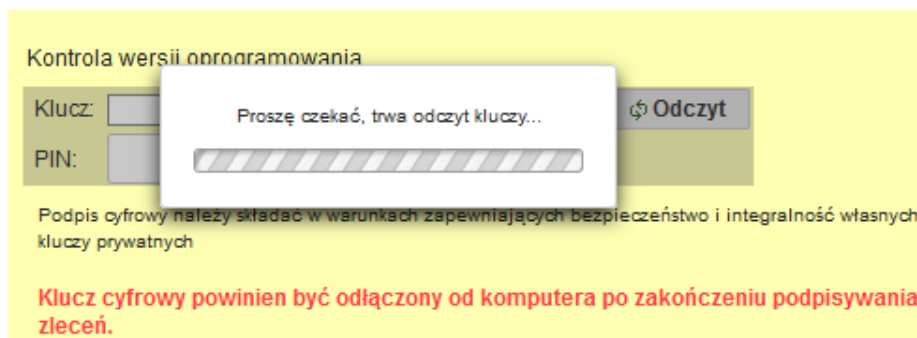 Kontrola wersji oprogramowania
Proszę czekać, trwa odczyt kluczy...
Klucz:
Odczyt
PIN:
Podpis cyfrowy należy składać w warunkach zapewniających bezpieczeństwo i integralność własnych
kluczy prywatnych
Klucz cyfrowy powinien być odłączony od komputera po zakończeniu podpisywania
zleceń.